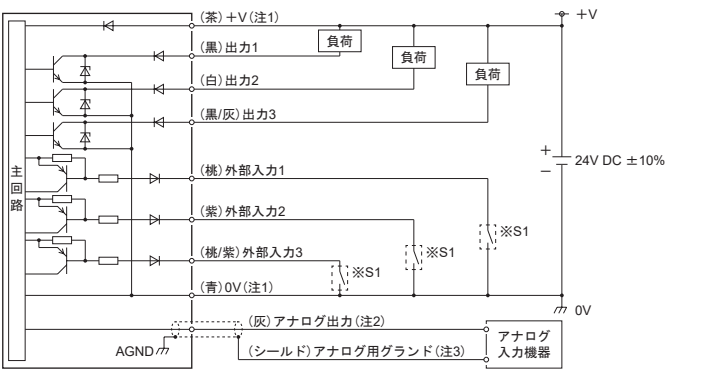 (茶)+V(注1)
+V
(黒)出力1
負荷
(白)出力2
負荷
(黒/灰)出力3
負荷
主回路
+
−
24V DC ±10%
(桃)外部入力1
(紫)外部入力2
※S1
(桃/紫)外部入力3
※S1
※S1
(青)0V(注1)
0V
(灰)アナログ出力(注2)
AGND
(シールド)アナログ用グランド(注3)
アナログ
入力機器